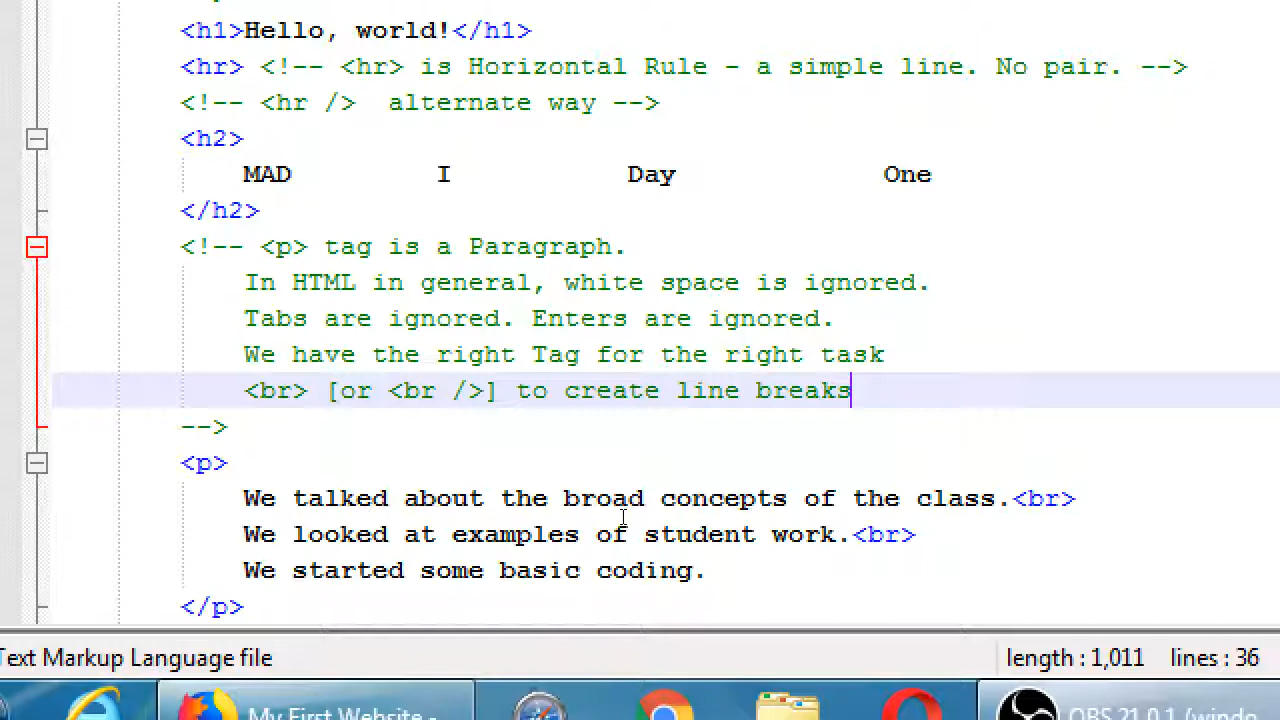 <h1>Hello, world!</h1>
<hr> <!-- <hr> is Horizontal Rule - a simple line. No pair. -->
<!-- <hr />  alternate way -->
<h2>
MAD I Day One
</h2>
<!-- <p> tag is a Paragraph.
In HTML in general, white space is ignored.
Tabs are ignored. Enters are ignored.
We have the right Tag for the right task
<br> [or <br />] to create line breaks
-->
<p>
We talked about the broad concepts of the class.<br>
We looked at examples of student work.<br>
We started some basic coding.
</p>
Text Markup Language file length : 1,011 lines : 36
My First Website - OBS 21.0.1 (windo